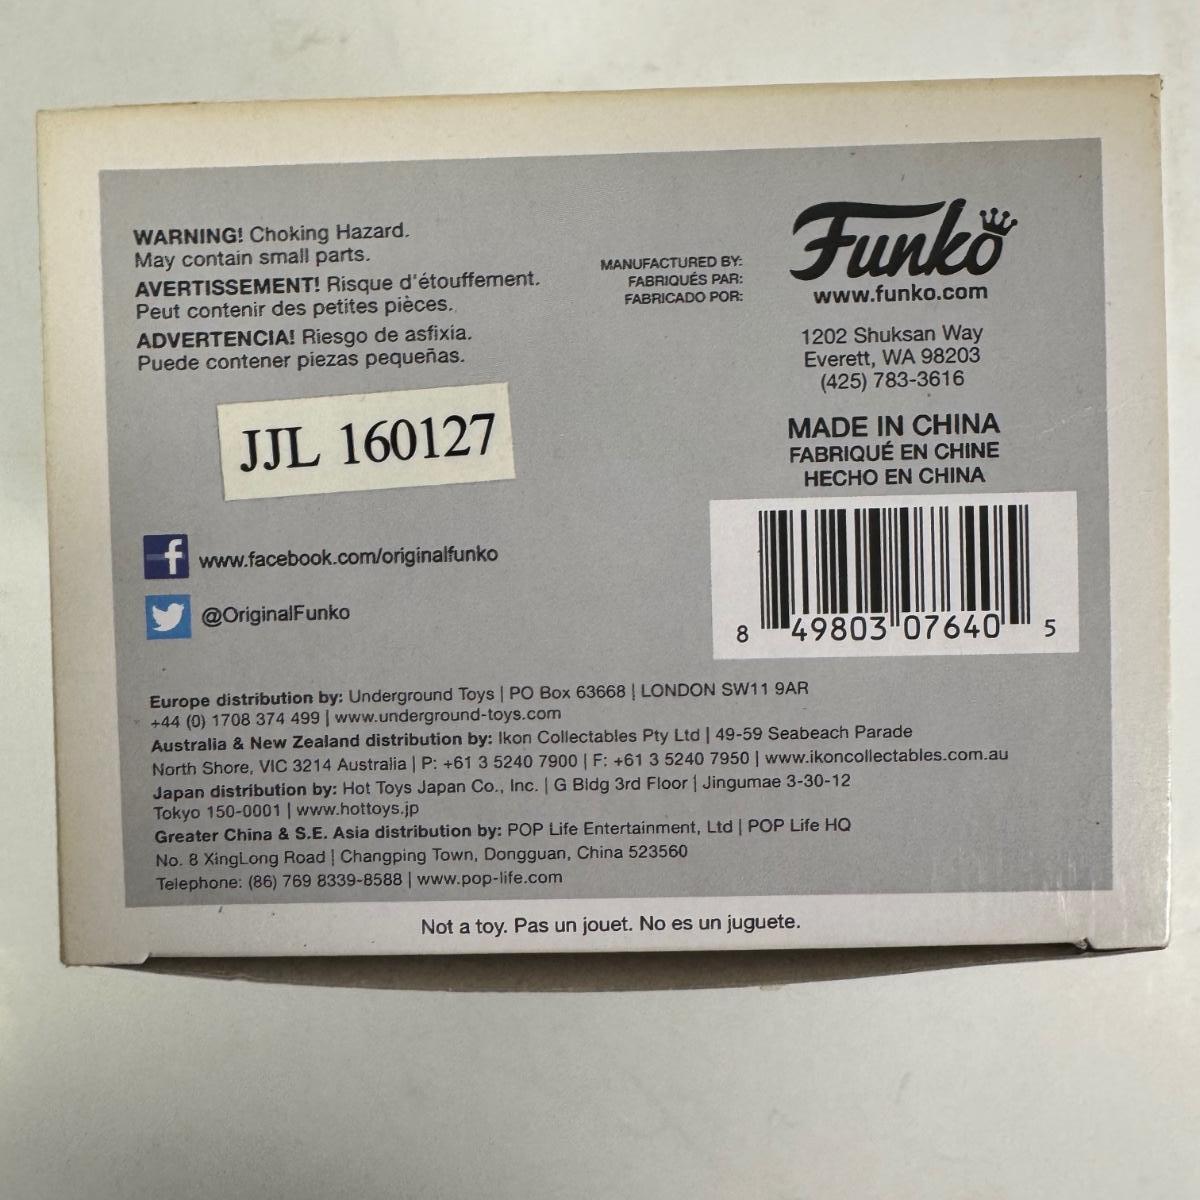 WARNING! Choking Hazard.
May contain small parts.
AVERTISSEMENT! Risque d'étouffement.
Peut contenir des petites pièces.
ADVERTENCIA! Riesgo de asfixia.
Puede contener piezas pequeñas.
JJL 160127
www.facebook.com/originalfunko
@OriginalFunko
MANUFACTURED BY:
FABRIQUÉS PAR:
FABRICADO POR:
Funko
www.funko.com
1202 Shuksan Way
Everett, WA 98203
(425) 783-3616
MADE IN CHINA
FABRIQUÉ EN CHINE
HECHO EN CHINA
8 49803 07640 5
Europe distribution by: Underground Toys | PO Box 63668 | LONDON SW11 9AR
+44 (0) 1708 374 499 | www.underground-toys.com
Australia & New Zealand distribution by: Ikon Collectables Pty Ltd | 49-59 Seabeach Parade
North Shore, VIC 3214 Australia | P: +61 3 5240 7900 | F: +61 3 5240 7950 | www.ikoncollectables.com.au
Japan distribution by: Hot Toys Japan Co., Inc. | G Bldg 3rd Floor | Jingumae 3-30-12
Tokyo 150-0001 | www.hottoys.jp
Greater China & S.E. Asia distribution by: POP Life Entertainment, Ltd | POP Life HQ
No. 8 XingLong Road | Changping Town, Dongguan, China 523560
Telephone: (86) 769 8339-8588 | www.pop-life.com
Not a toy. Pas un jouet. No es un juguete.